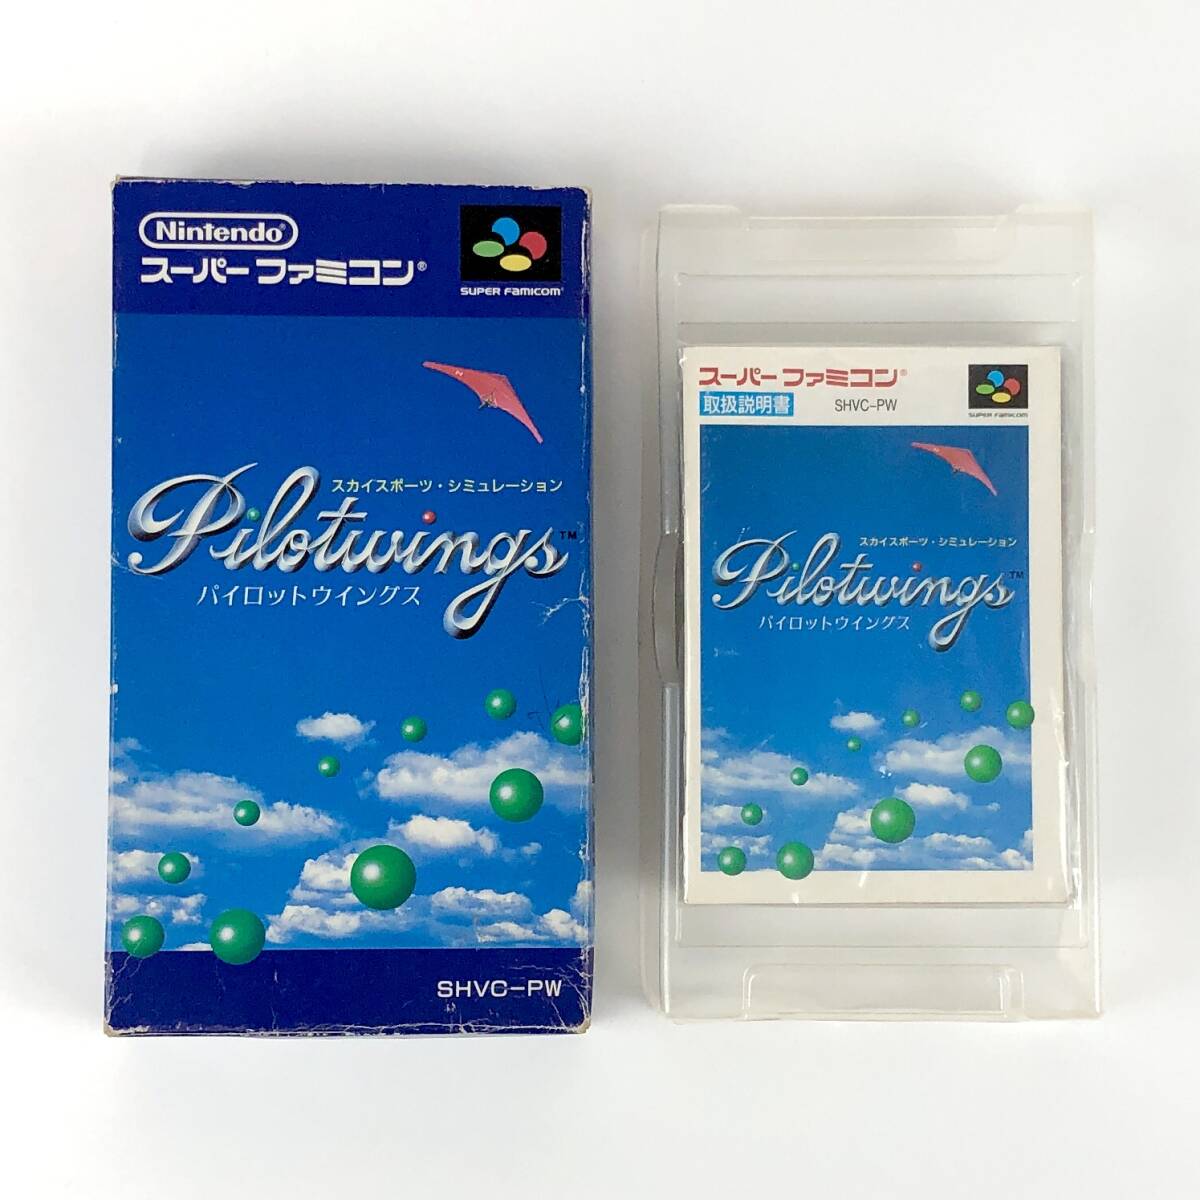 Nintendo®
スーパーファミコン®
SUPER FAMICOM®
スカイスポーツ・シミュレーション
Pilotwings™
パイロットウイングス
SHVC-PW
スーパーファミコン®
取扱説明書 SHVC-PW
SUPER FAMICOM
スカイスポーツ・シミュレーション
Pilotwings™
パイロットウイングス